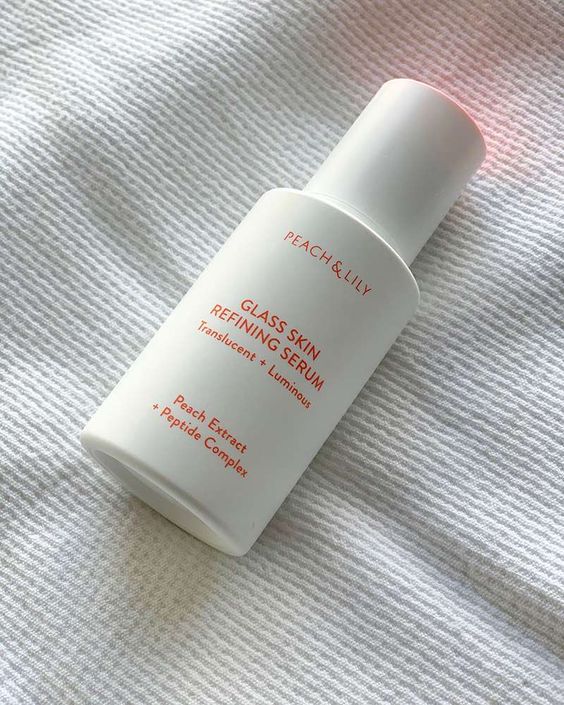 PEACH & LILY
GLASS SKIN
REFINING SERUM
Translucent + Luminous
Peach Extract
+ Peptide Complex